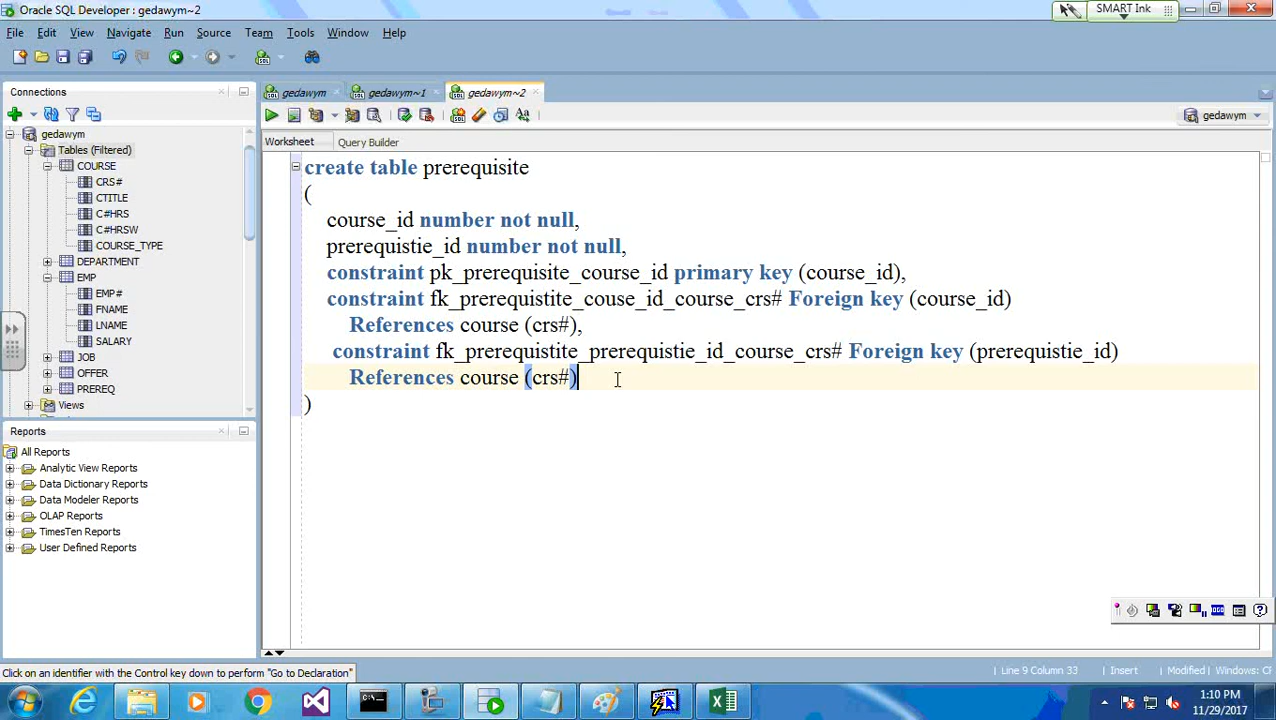 Oracle SQL Developer : gedawym~2
SMART Ink
File Edit View Navigate Run Source Team Tools Window Help
Connections
gedawym
Tables (Filtered)
COURSE
CRS#
CTITLE
C#HRS
C#HRSW
COURSE_TYPE
DEPARTMENT
EMP
EMP#
FNAME
LNAME
SALARY
JOB
OFFER
PREREQ
Views
Reports
All Reports
Analytic View Reports
Data Dictionary Reports
Data Modeler Reports
OLAP Reports
TimesTen Reports
User Defined Reports
gedawym gedawym~1 gedawym~2
gedawym
Worksheet Query Builder
create table prerequisite
(
course_id number not null,
prerequistie_id number not null,
constraint pk_prerequisite_course_id primary key (course_id),
constraint fk_prerequistite_couse_id_course_crs# Foreign key (course_id)
References course (crs#),
constraint fk_prerequistite_prerequistie_id_course_crs# Foreign key (prerequistie_id)
References course (crs#)
)
Click on an identifier with the Control key down to perform "Go to Declaration"
Line 9 Column 33 Insert Modified Windows: CF
1:10 PM
11/29/2017